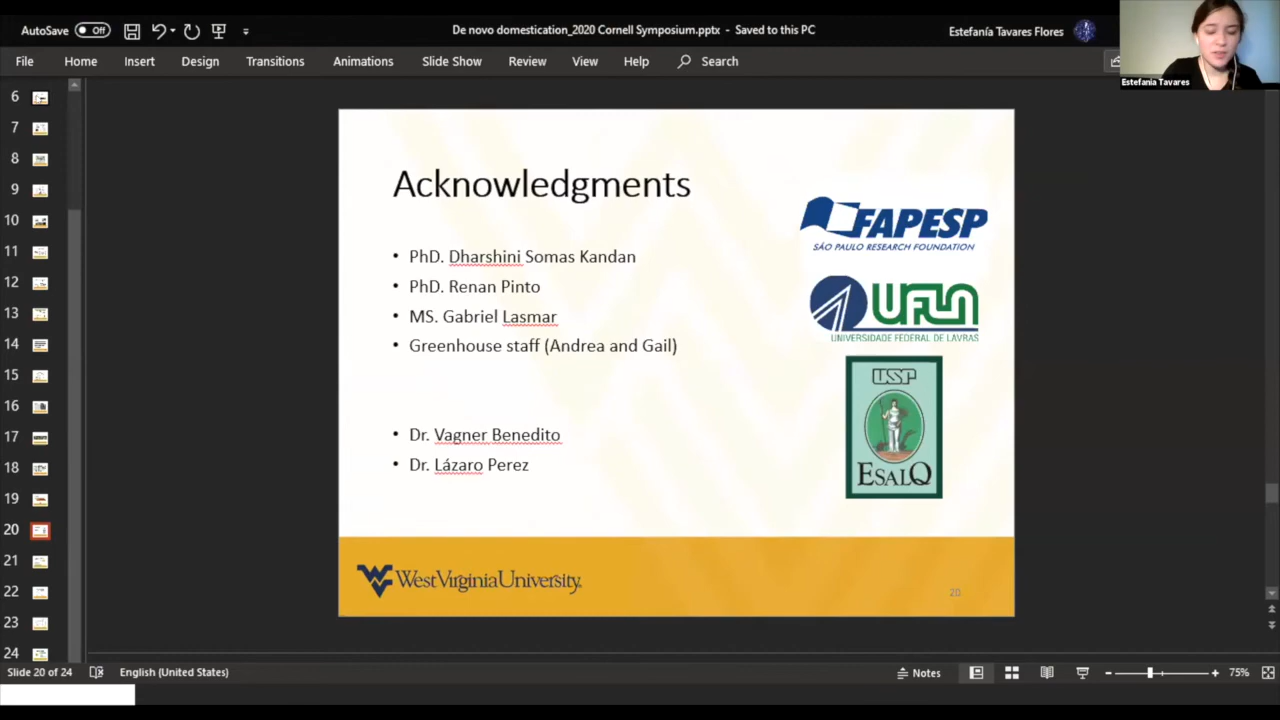 AutoSave Off
De novo domestication_2020 Cornell Symposium.pptx - Saved to this PC
Estefanía Tavares Flores
File Home Insert Design Transitions Animations Slide Show Review View Help Search
Estefania Tavares
6
7
8
9
10
11
12
13
14
15
16
17
18
19
20
21
22
23
24
Acknowledgments
• PhD. Dharshini Somas Kandan
• PhD. Renan Pinto
• MS. Gabriel Lasmar
• Greenhouse staff (Andrea and Gail)
• Dr. Vagner Benedito
• Dr. Lázaro Perez
FAPESP
SÃO PAULO RESEARCH FOUNDATION
UFLA
UNIVERSIDADE FEDERAL DE LAVRAS
USP
ESALQ
WestVirginiaUniversity.
20
Slide 20 of 24 English (United States) Notes 75%